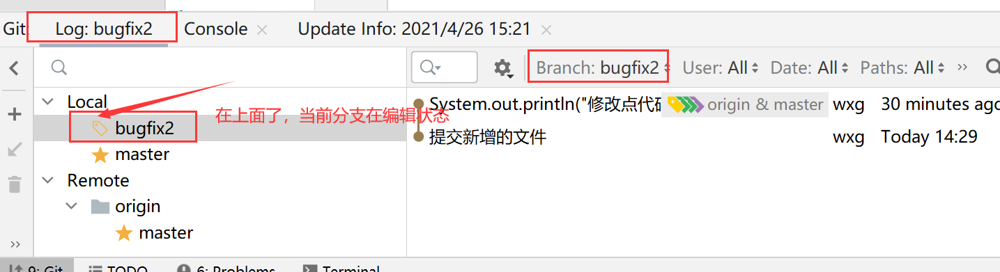 Git: Log: bugfix2 Console Update Info: 2021/4/26 15:21
Branch: bugfix2 User: All Date: All Paths: All
Local
bugfix2
在上面了，当前分支在编辑状态
master
Remote
origin
master
System.out.println("修改点代码 origin & master wxg 30 minutes ago
提交新增的文件 wxg Today 14:29
9: Git TODO 6: Problems Terminal